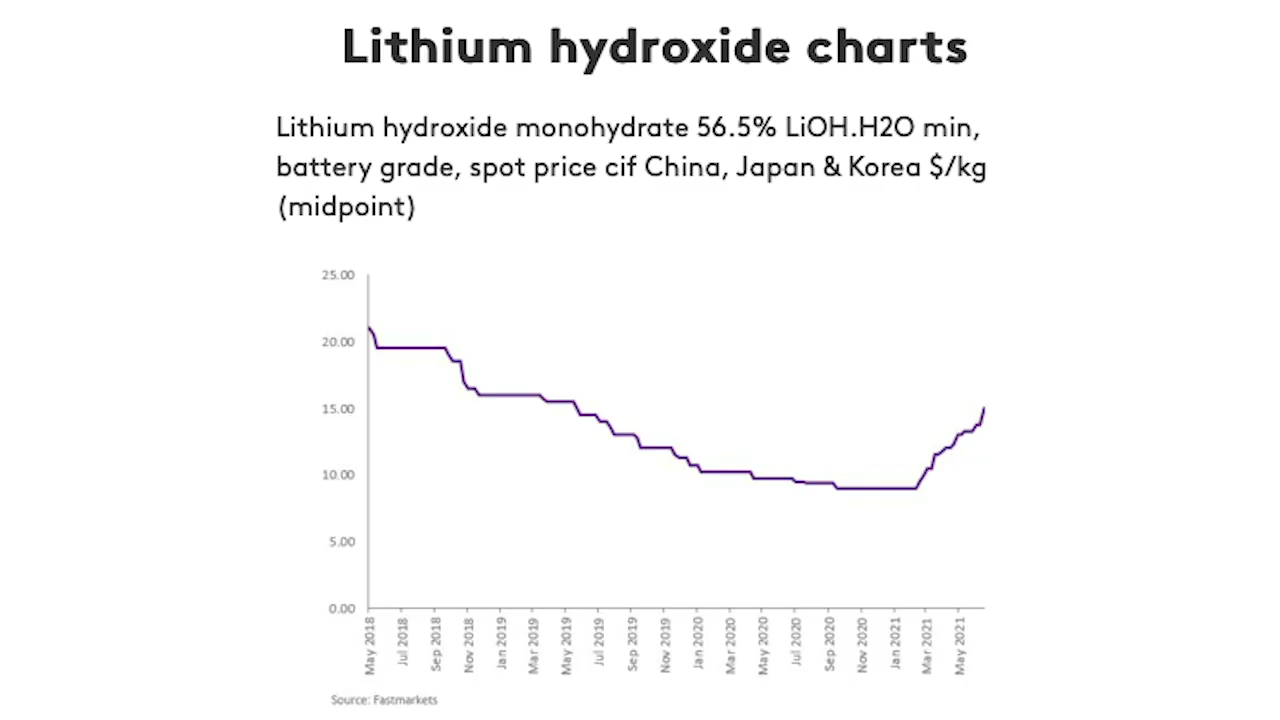 Lithium hydroxide charts
Lithium hydroxide monohydrate 56.5% LiOH.H2O min,
battery grade, spot price cif China, Japan & Korea $/kg
(midpoint)
25.00
20.00
15.00
10.00
5.00
0.00
May 2018
Jul 2018
Sep 2018
Nov 2018
Jan 2019
Mar 2019
May 2019
Jul 2019
Sep 2019
Nov 2019
Jan 2020
Mar 2020
May 2020
Jul 2020
Sep 2020
Nov 2020
Jan 2021
Mar 2021
May 2021
Source: Fastmarkets